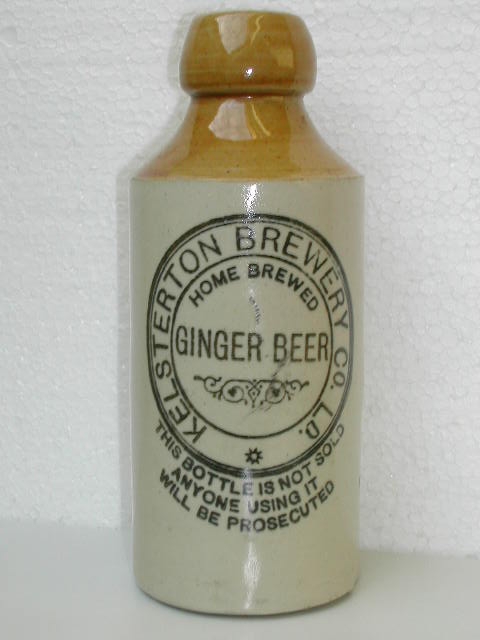 KELSTERTON BREWERY CO. LD.
HOME BREWED
GINGER BEER
THIS BOTTLE IS NOT SOLD
ANYONE USING IT
WILL BE PROSECUTED